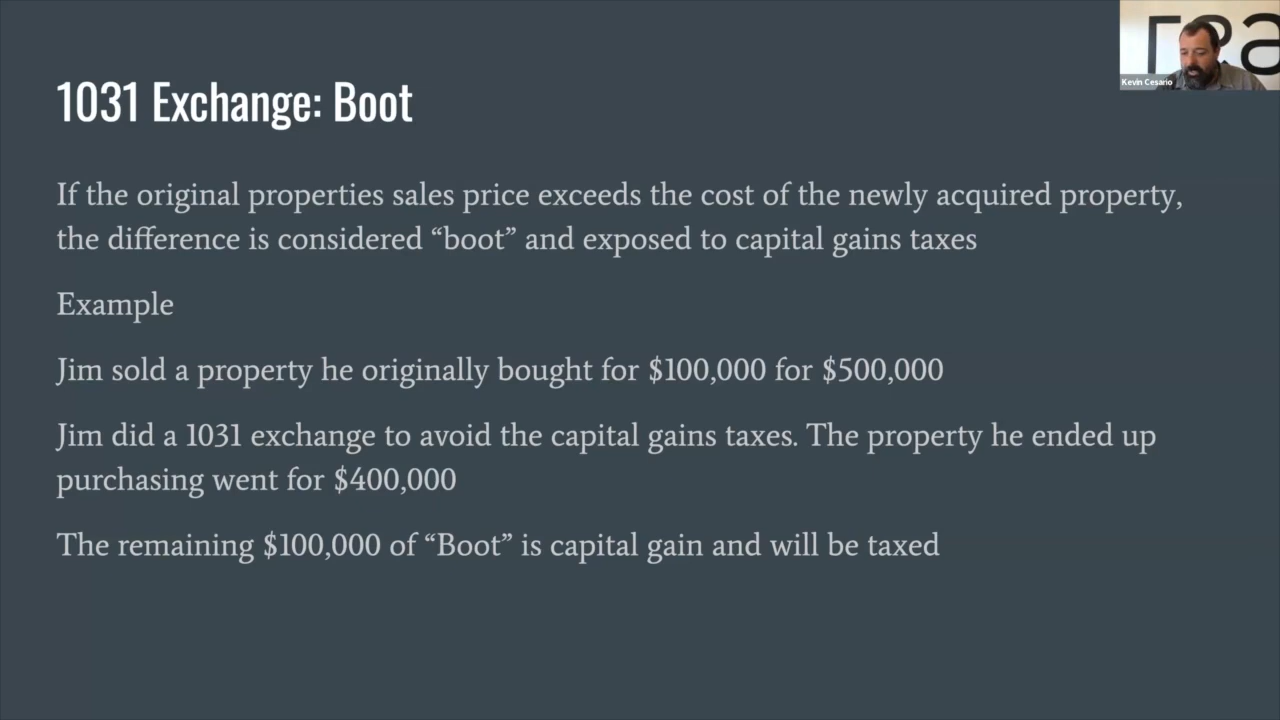 1031 Exchange: Boot
If the original properties sales price exceeds the cost of the newly acquired property,
the difference is considered “boot” and exposed to capital gains taxes
Example
Jim sold a property he originally bought for $100,000 for $500,000
Jim did a 1031 exchange to avoid the capital gains taxes. The property he ended up
purchasing went for $400,000
The remaining $100,000 of “Boot” is capital gain and will be taxed
rea
Kevin Cesario